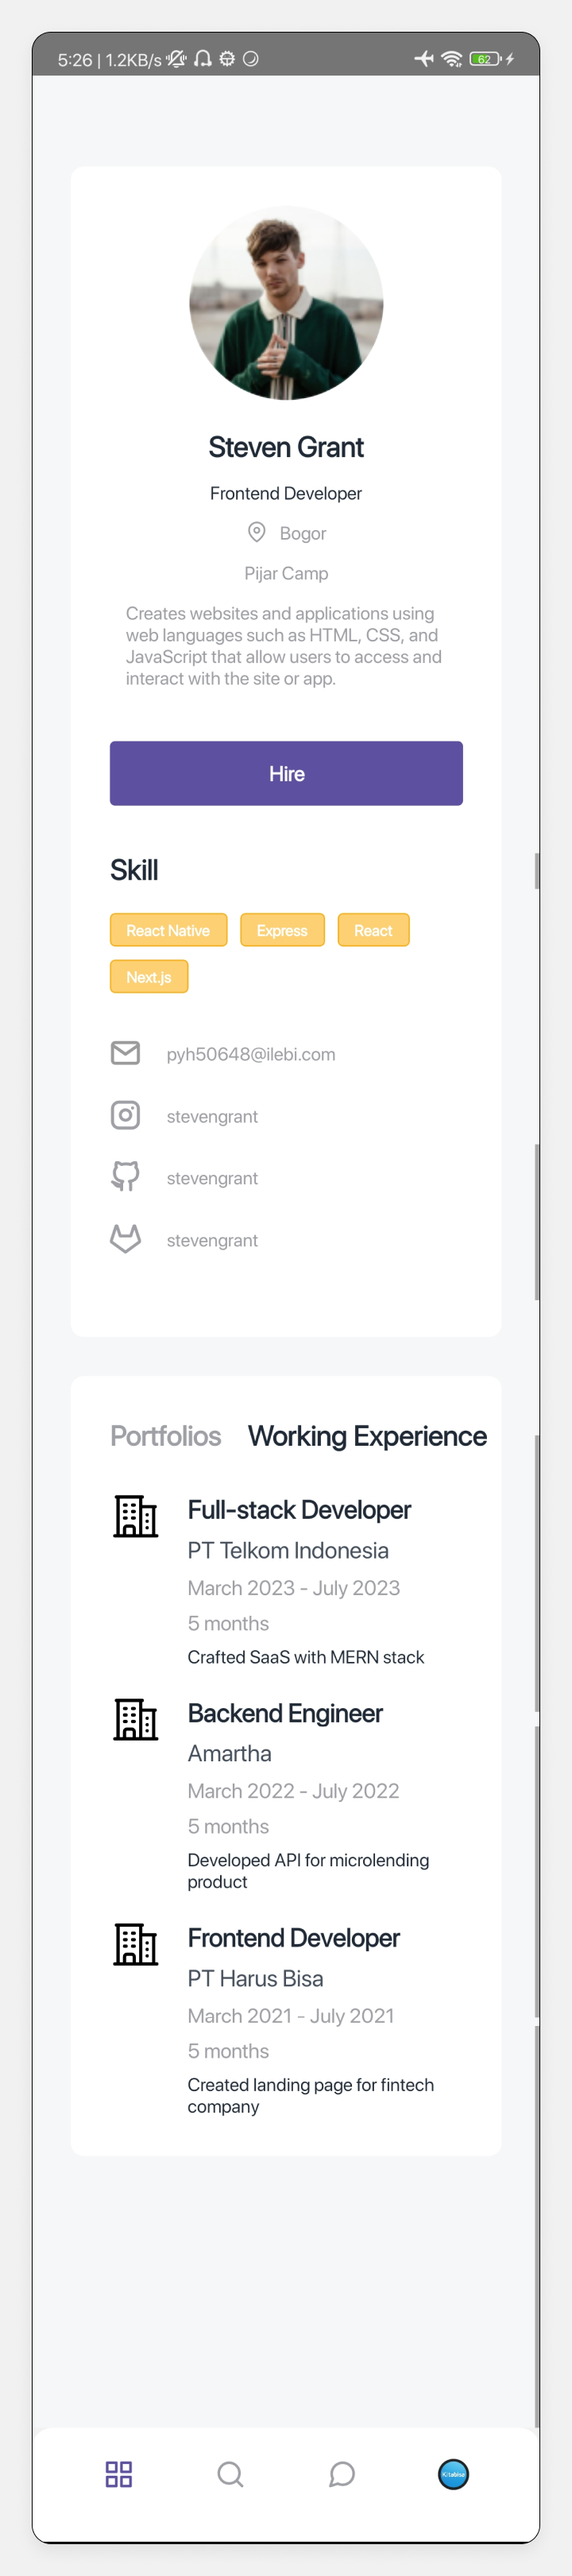 5:26 | 1.2KB/s
62
Steven Grant
Frontend Developer
Bogor
Pijar Camp
Creates websites and applications using
web languages such as HTML, CSS, and
JavaScript that allow users to access and
interact with the site or app.
Hire
Skill
React Native Express React
Next.js
pyh50648@ilebi.com
stevengrant
stevengrant
stevengrant
Portfolios Working Experience
Full-stack Developer
PT Telkom Indonesia
March 2023 - July 2023
5 months
Crafted SaaS with MERN stack
Backend Engineer
Amartha
March 2022 - July 2022
5 months
Developed API for microlending
product
Frontend Developer
PT Harus Bisa
March 2021 - July 2021
5 months
Created landing page for fintech
company
Kitabisa